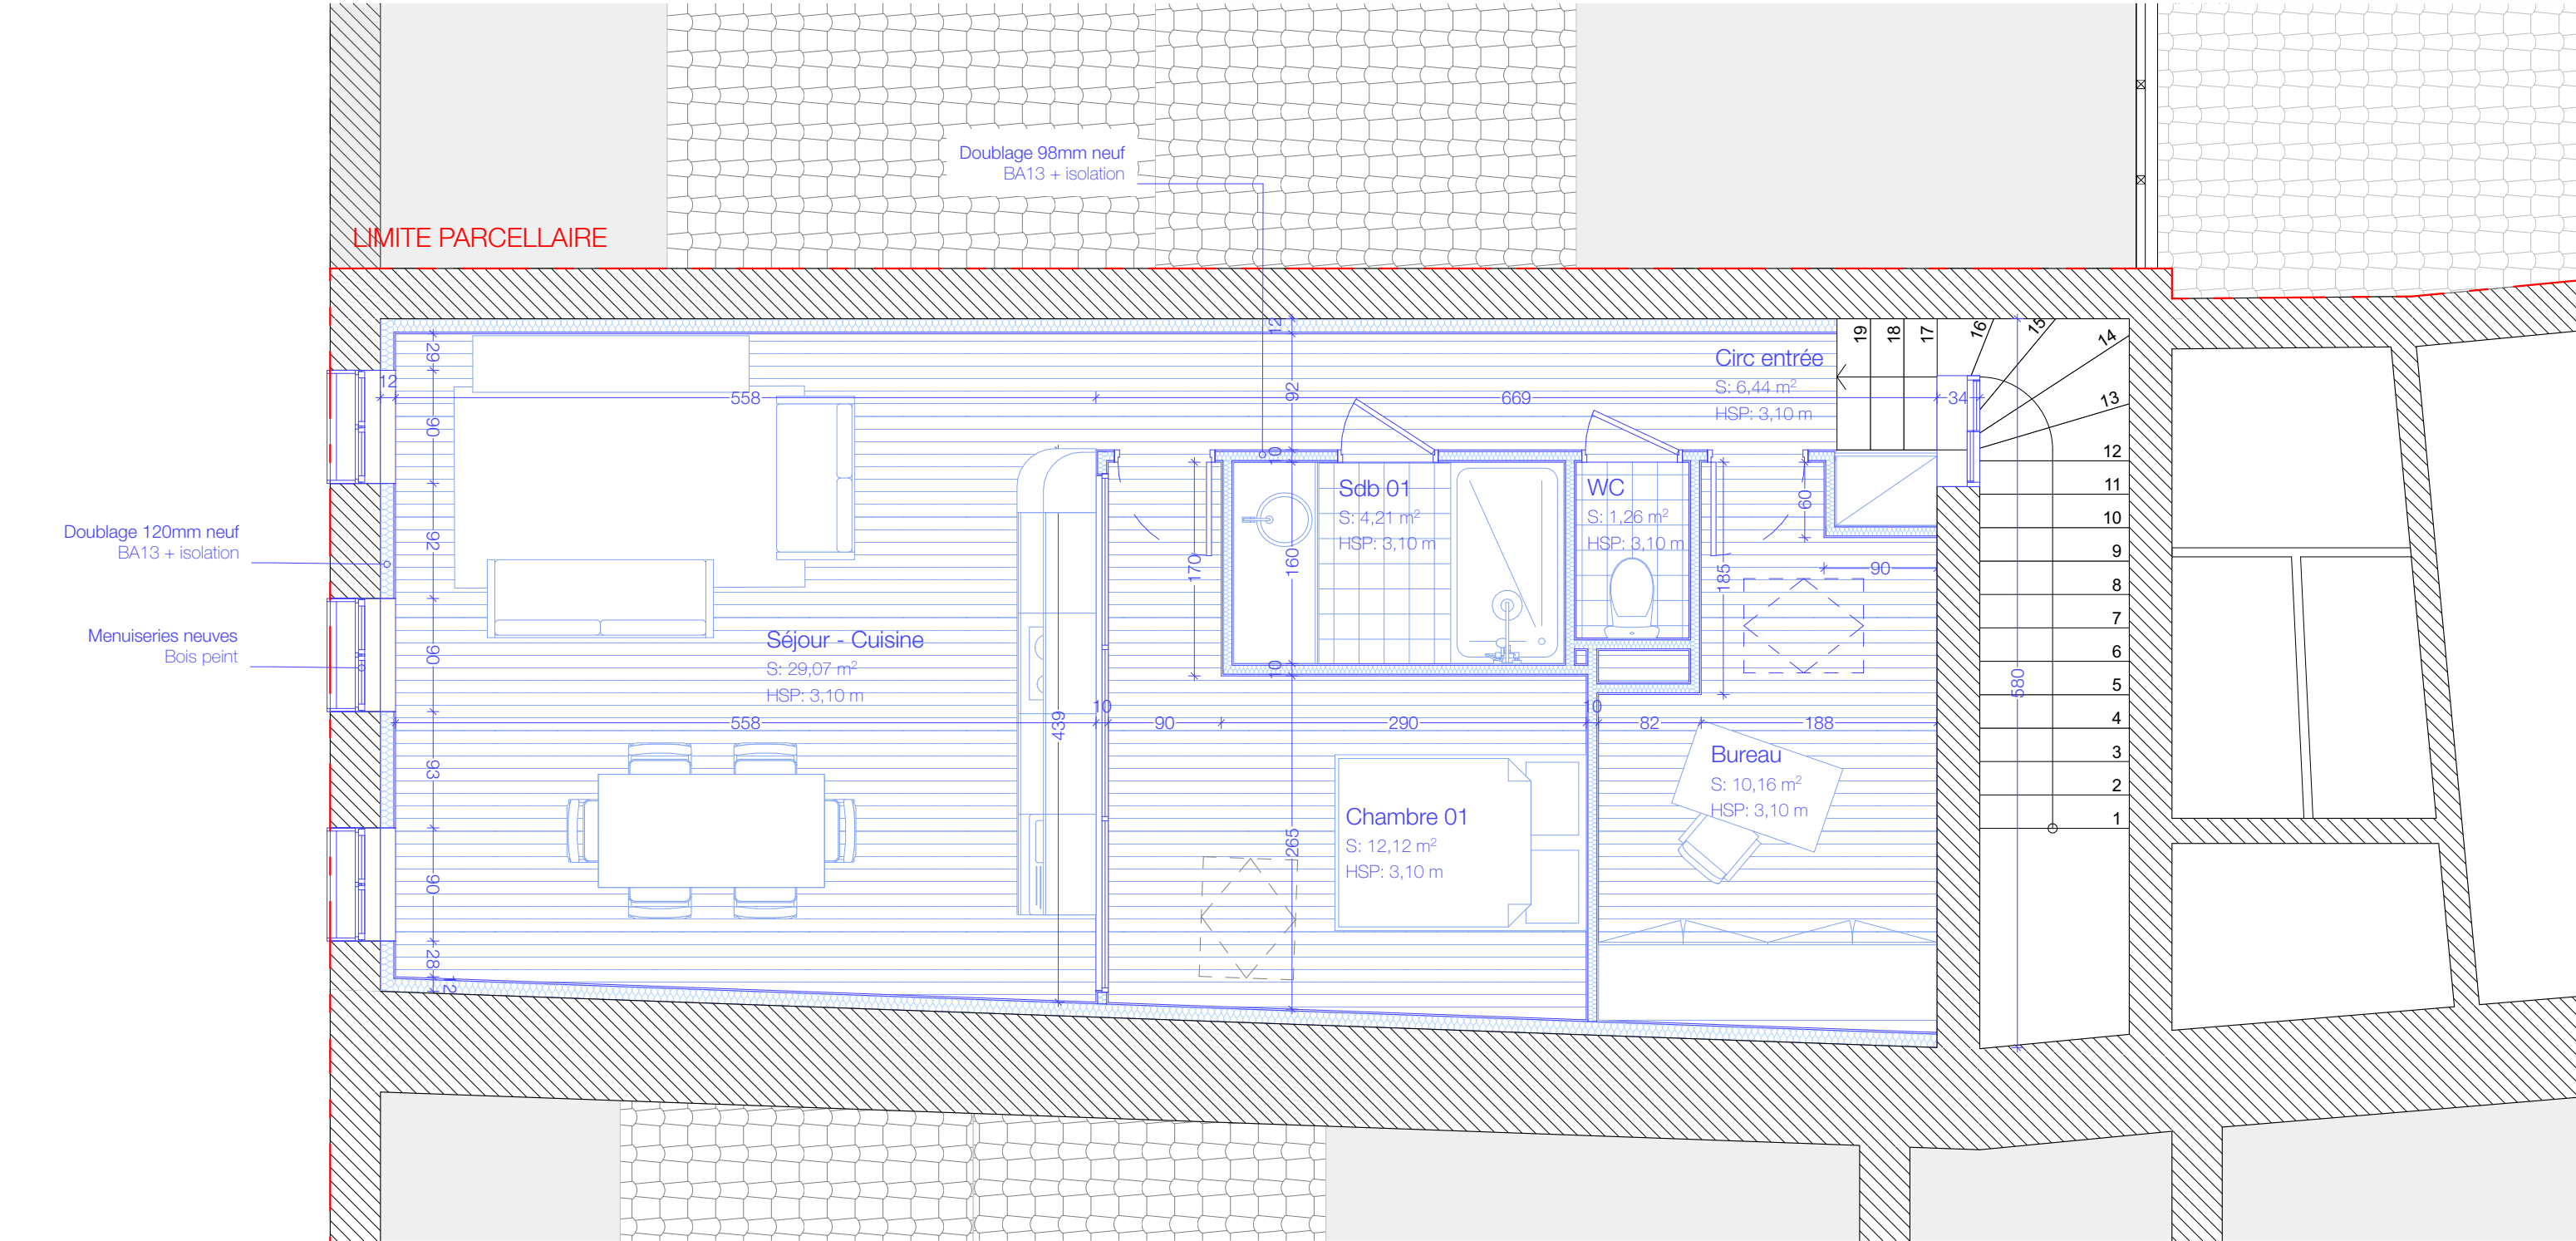 Doublage 98mm neuf
BA13 + isolation
LIMITE PARCELLAIRE
12
29
12
558
92
669
34
Circ entrée
S: 6,44 m²
HSP: 3,10 m
19
18
17
16
15
14
13
12
11
10
9
8
7
6
5
4
3
2
1
90
10
Sdb 01
S: 4,21 m²
HSP: 3,10 m
WC
S: 1,26 m²
HSP: 3,10 m
60
Doublage 120mm neuf
BA13 + isolation
92
170
160
185
90
Menuiseries neuves
Bois peint
90
Séjour - Cuisine
S: 29,07 m²
HSP: 3,10 m
10
580
558
439
10
90
290
10
82
188
93
Bureau
S: 10,16 m²
HSP: 3,10 m
Chambre 01
S: 12,12 m²
HSP: 3,10 m
265
90
28
12